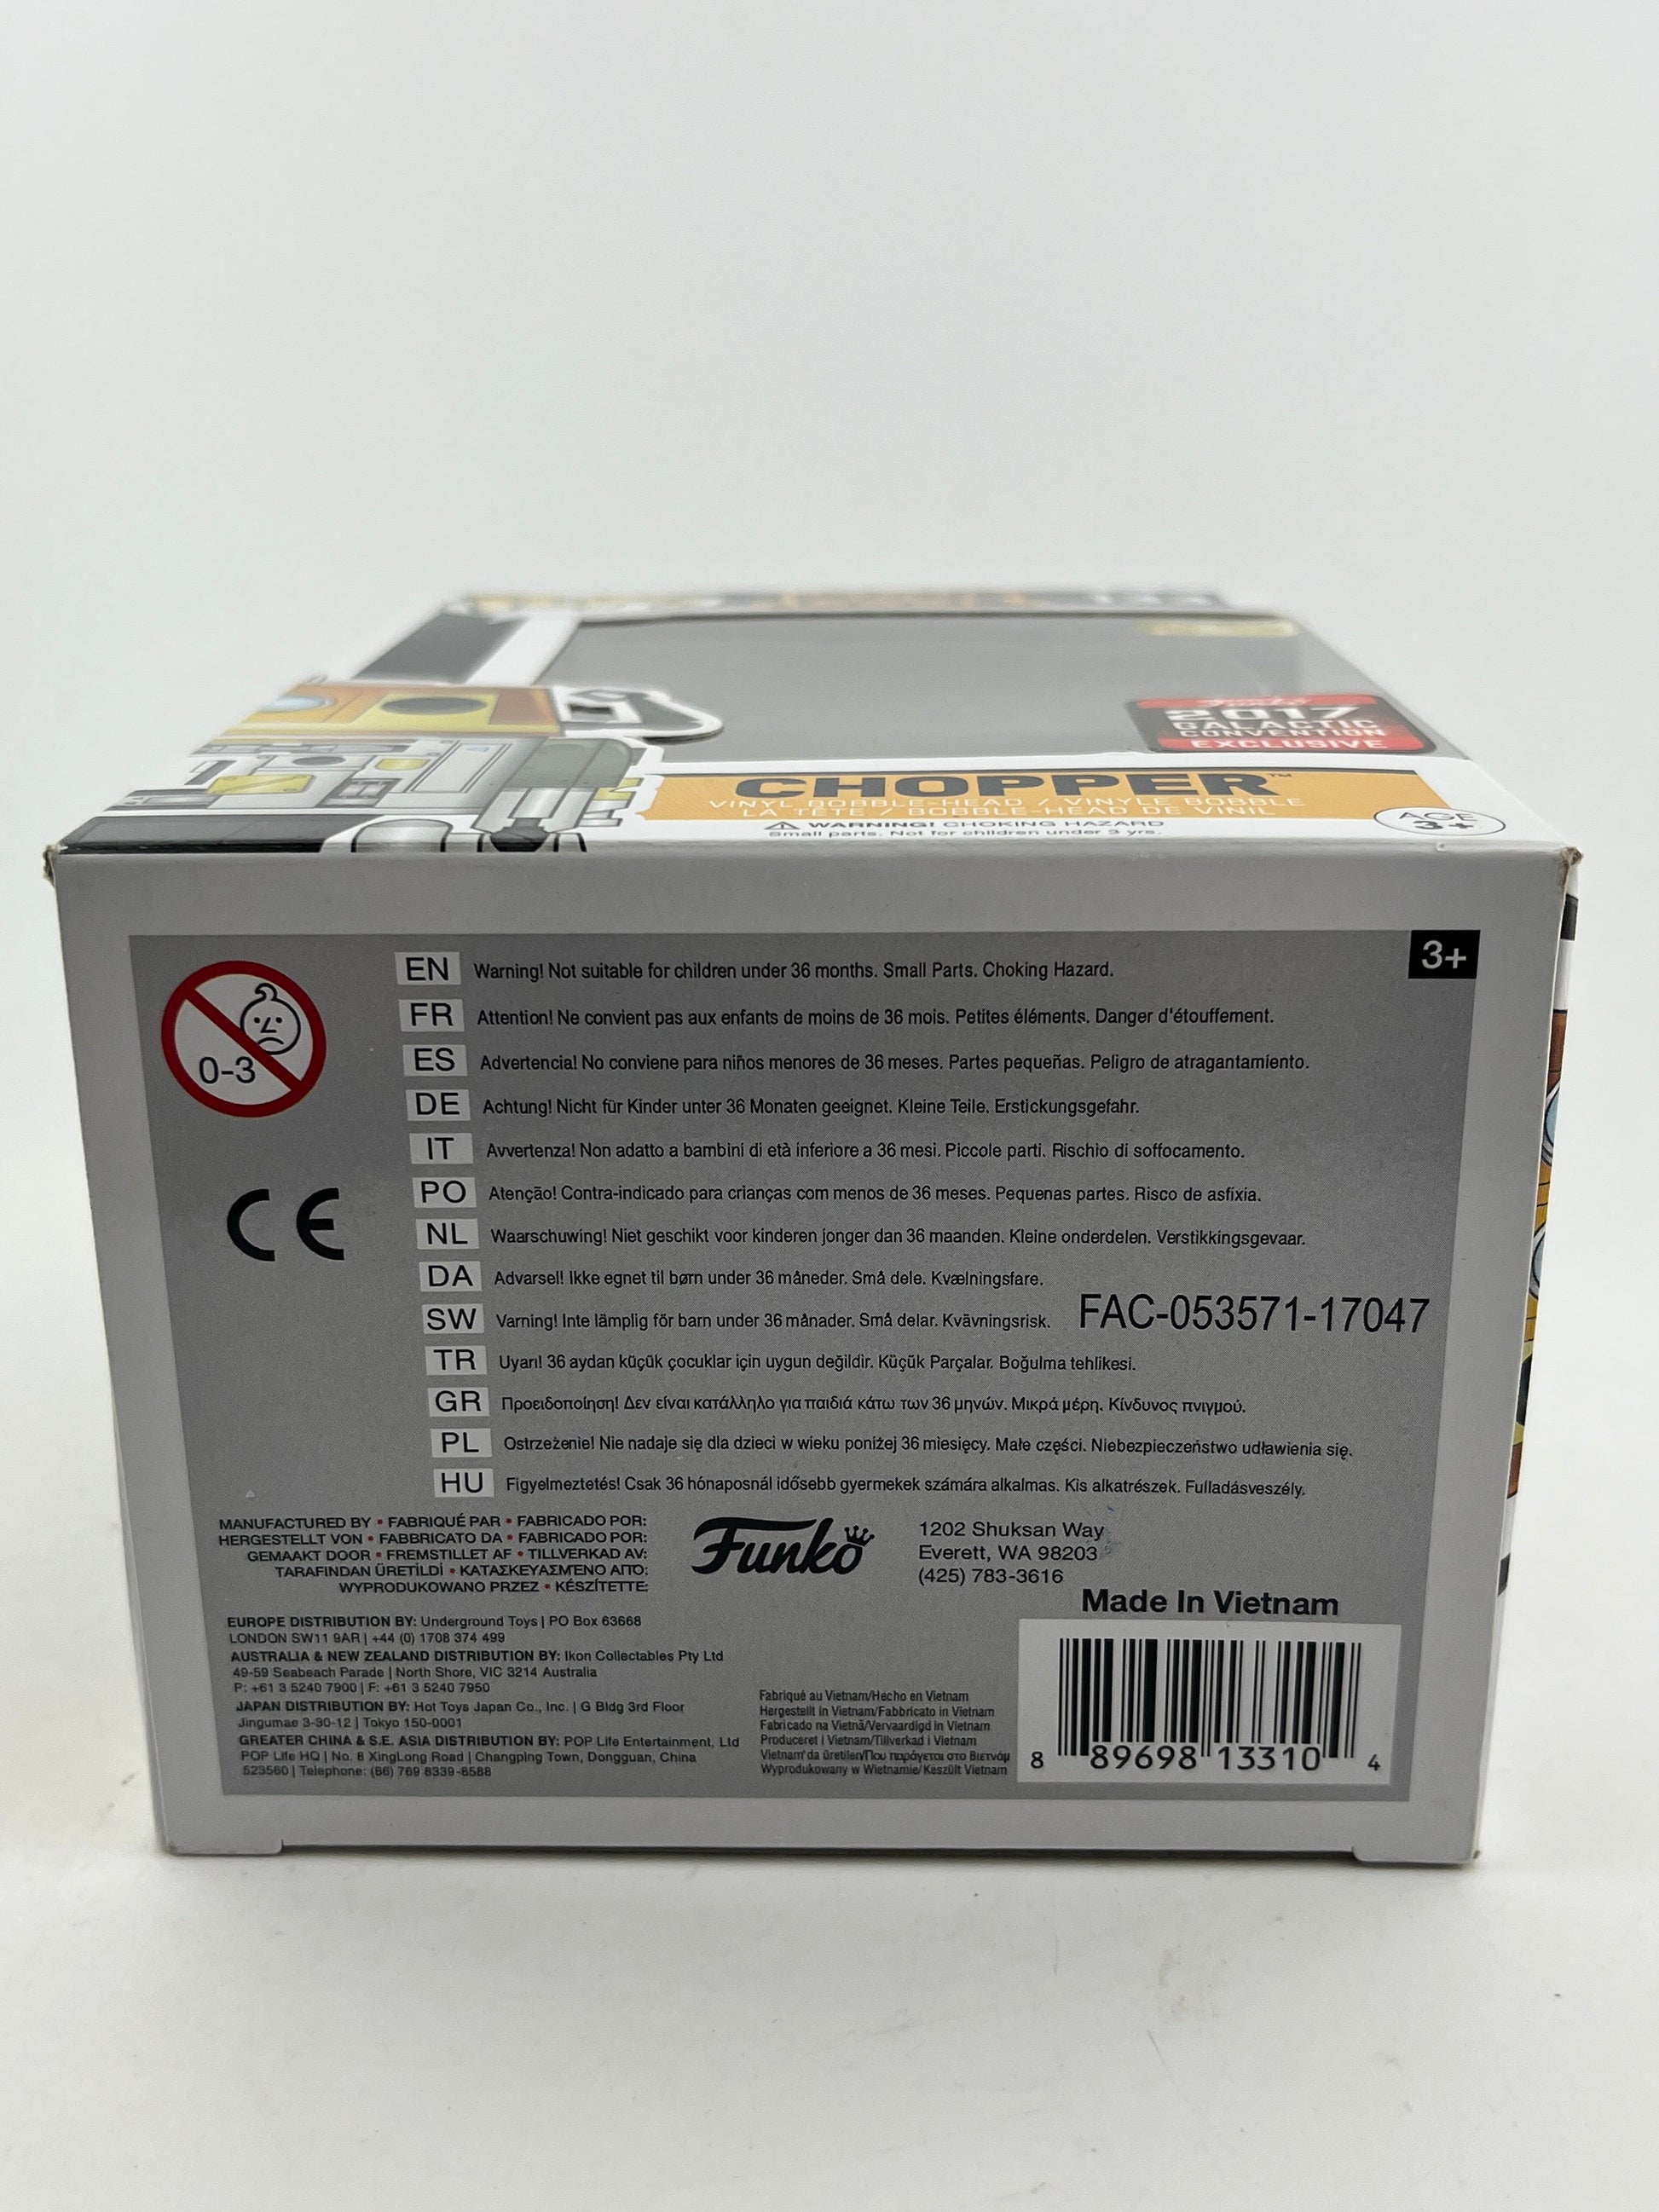 Funko
2017
GALACTIC
CONVENTION
EXCLUSIVE
CHOPPER™
VINYL BOBBLE-HEAD / VINYLE BOBBLE
LA TÊTE / BOBBLE-HEAD DE VINIL
⚠ WARNING! CHOKING HAZARD
Small parts. Not for children under 3 yrs.
AGE
3+
3+
0-3
CE
EN Warning! Not suitable for children under 36 months. Small Parts. Choking Hazard.
FR Attention! Ne convient pas aux enfants de moins de 36 mois. Petites éléments. Danger d'étouffement.
ES Advertencia! No conviene para niños menores de 36 meses. Partes pequeñas. Peligro de atragantamiento.
DE Achtung! Nicht für Kinder unter 36 Monaten geeignet. Kleine Teile. Erstickungsgefahr.
IT Avvertenza! Non adatto a bambini di età inferiore a 36 mesi. Piccole parti. Rischio di soffocamento.
PO Atenção! Contra-indicado para crianças com menos de 36 meses. Pequenas partes. Risco de asfixia.
NL Waarschuwing! Niet geschikt voor kinderen jonger dan 36 maanden. Kleine onderdelen. Verstikkingsgevaar.
DA Advarsel! Ikke egnet til børn under 36 måneder. Små dele. Kvælningsfare.
SW Varning! Inte lämplig för barn under 36 månader. Små delar. Kvävningsrisk.
FAC-053571-17047
TR Uyarı! 36 aydan küçük çocuklar için uygun değildir. Küçük Parçalar. Boğulma tehlikesi.
GR Προειδοποίηση! Δεν είναι κατάλληλο για παιδιά κάτω των 36 μηνών. Μικρά μέρη. Κίνδυνος πνιγμού.
PL Ostrzeżenie! Nie nadaje się dla dzieci w wieku poniżej 36 miesięcy. Małe części. Niebezpieczeństwo udławienia się.
HU Figyelmeztetés! Csak 36 hónaposnál idősebb gyermekek számára alkalmas. Kis alkatrészek. Fulladásveszély.
MANUFACTURED BY • FABRIQUÉ PAR • FABRICADO POR:
HERGESTELLT VON • FABBRICATO DA • FABRICADO POR:
GEMAAKT DOOR • FREMSTILLET AF • TILLVERKAD AV:
TARAFINDAN ÜRETİLDİ • ΚΑΤΑΣΚΕΥΑΣΜΈΝΟ ΑΠΌ:
WYPRODUKOWANO PRZEZ • KÉSZÍTETTE:
Funko
1202 Shuksan Way
Everett, WA 98203
(425) 783-3616
Made In Vietnam
EUROPE DISTRIBUTION BY: Underground Toys | PO Box 63668
LONDON SW11 9AR | +44 (0) 1708 374 499
AUSTRALIA & NEW ZEALAND DISTRIBUTION BY: Ikon Collectables Pty Ltd
49-59 Seabeach Parade | North Shore, VIC 3214 Australia
P: +61 3 5240 7900 | F: +61 3 5240 7950
JAPAN DISTRIBUTION BY: Hot Toys Japan Co., Inc. | G Bldg 3rd Floor
Jingumae 3-30-12 | Tokyo 150-0001
GREATER CHINA & S.E. ASIA DISTRIBUTION BY: POP Life Entertainment, Ltd
POP Life HQ | No. 8 XingLong Road | Changping Town, Dongguan, China
523560 | Telephone: (86) 769 8339-8588
Fabriqué au Vietnam/Hecho en Vietnam
Hergestellt in Vietnam/Fabbricato in Vietnam
Fabricado na Vietnã/Vervaardigd in Vietnam
Produceret i Vietnam/Tillverkad i Vietnam
Vietnam'da üretilen/Που παράγεται στο Βιετνάμ
Wyprodukowany w Wietnamie/Készült Vietnam
8 89698 13310 4